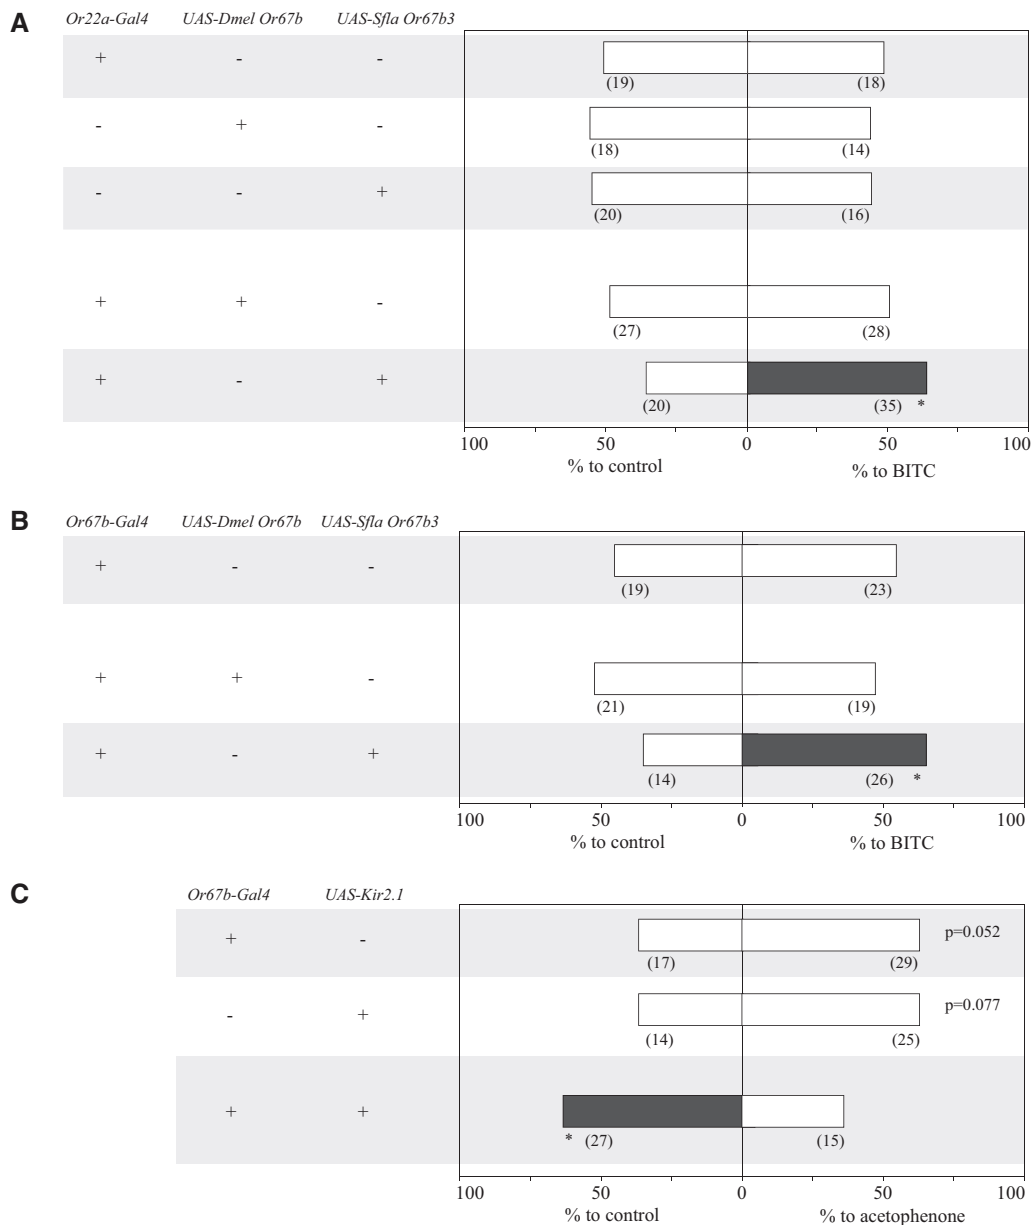 A
Or22a-Gal4 UAS-Dmel Or67b UAS-Sfla Or67b3
+ - -
(19) (18)
- + -
(18) (14)
- - +
(20) (16)
+ + -
(27) (28)
+ - +
(20) (35) *
100 50 0 50 100
% to control % to BITC
B
Or67b-Gal4 UAS-Dmel Or67b UAS-Sfla Or67b3
+ - -
(19) (23)
+ + -
(21) (19)
+ - +
(14) (26) *
100 50 0 50 100
% to control % to BITC
C
Or67b-Gal4 UAS-Kir2.1
+ - p=0.052
(17) (29)
- + p=0.077
(14) (25)
+ +
* (27) (15)
100 50 0 50 100
% to control % to acetophenone